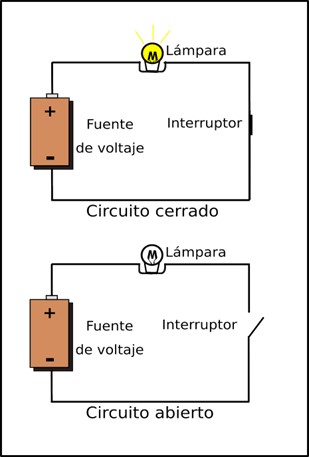 Lámpara
+
Fuente
de voltaje
Interruptor
-
Circuito cerrado
Lámpara
+
Fuente
de voltaje
Interruptor
-
Circuito abierto